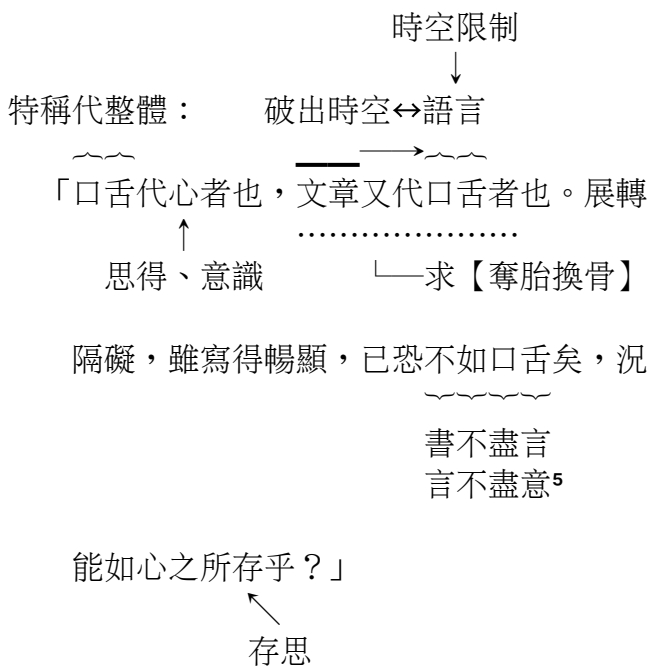 時空限制
↓
特稱代整體： 破出時空↔語言
「口舌代心者也，文章又代口舌者也。展轉
思得、意識 └─求【奪胎換骨】
隔礙，雖寫得暢顯，已恐不如口舌矣，況
書不盡言
言不盡意5
能如心之所存乎？」
存思